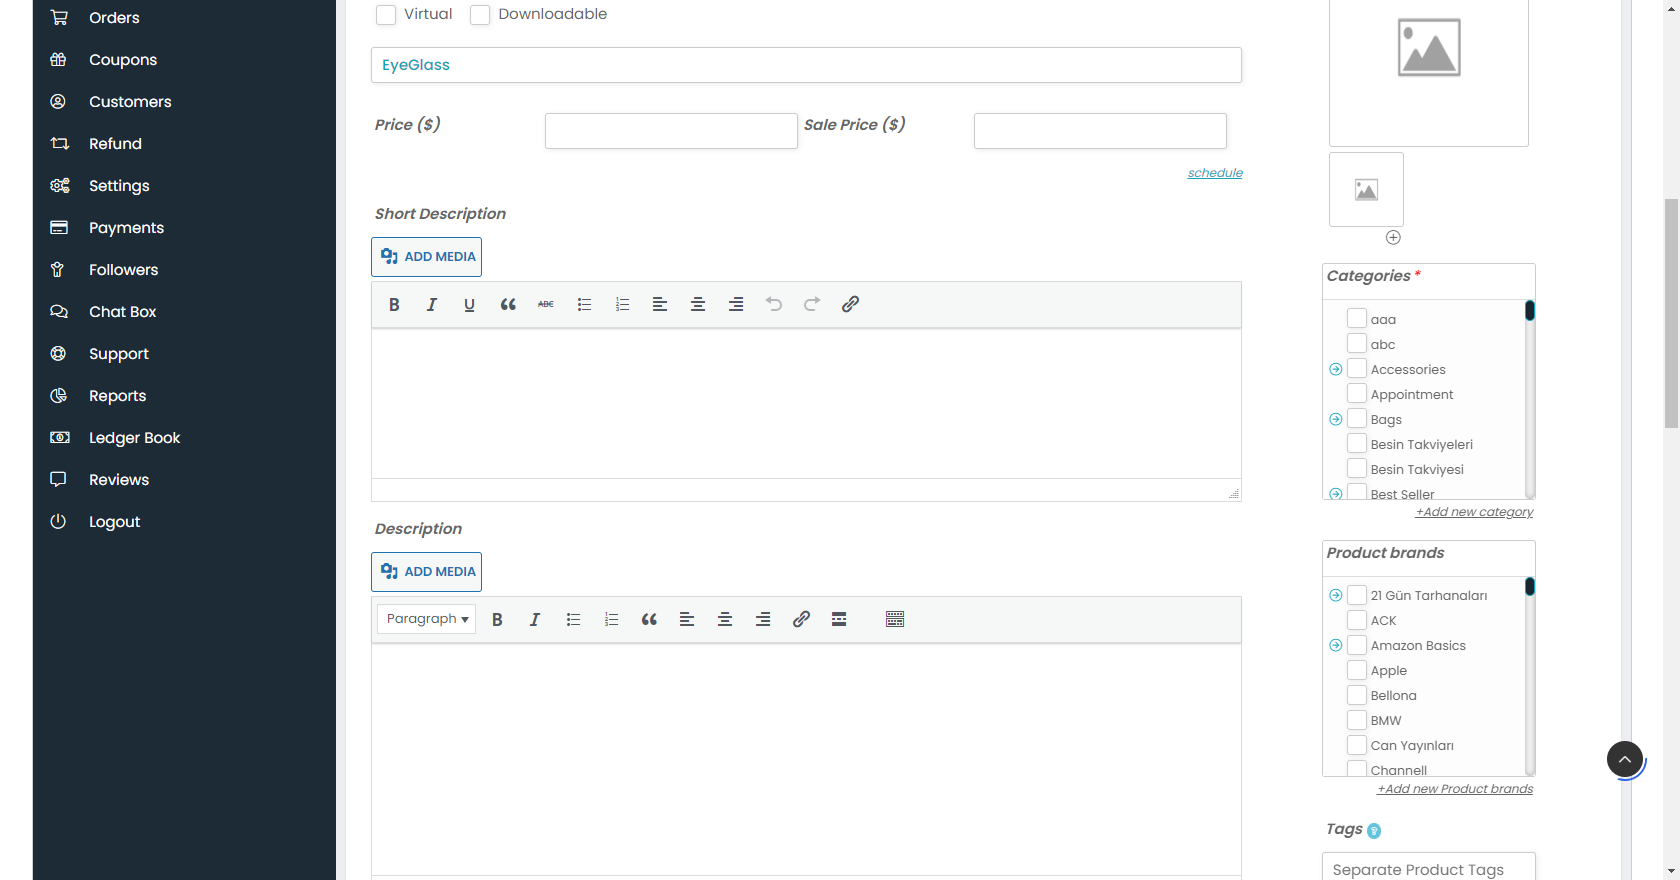 Orders
Coupons
Customers
Refund
Settings
Payments
Followers
Chat Box
Support
Reports
Ledger Book
Reviews
Logout
Virtual Downloadable
EyeGlass
Price ($) Sale Price ($)
schedule
Short Description
ADD MEDIA
B I U ABC
Description
ADD MEDIA
Paragraph B I
Categories *
aaa
abc
Accessories
Appointment
Bags
Besin Takviyeleri
Besin Takviyesi
Best Seller
+Add new category
Product brands
21 Gün Tarhanaları
ACK
Amazon Basics
Apple
Bellona
BMW
Can Yayınları
Channell
+Add new Product brands
Tags ?
Separate Product Tags